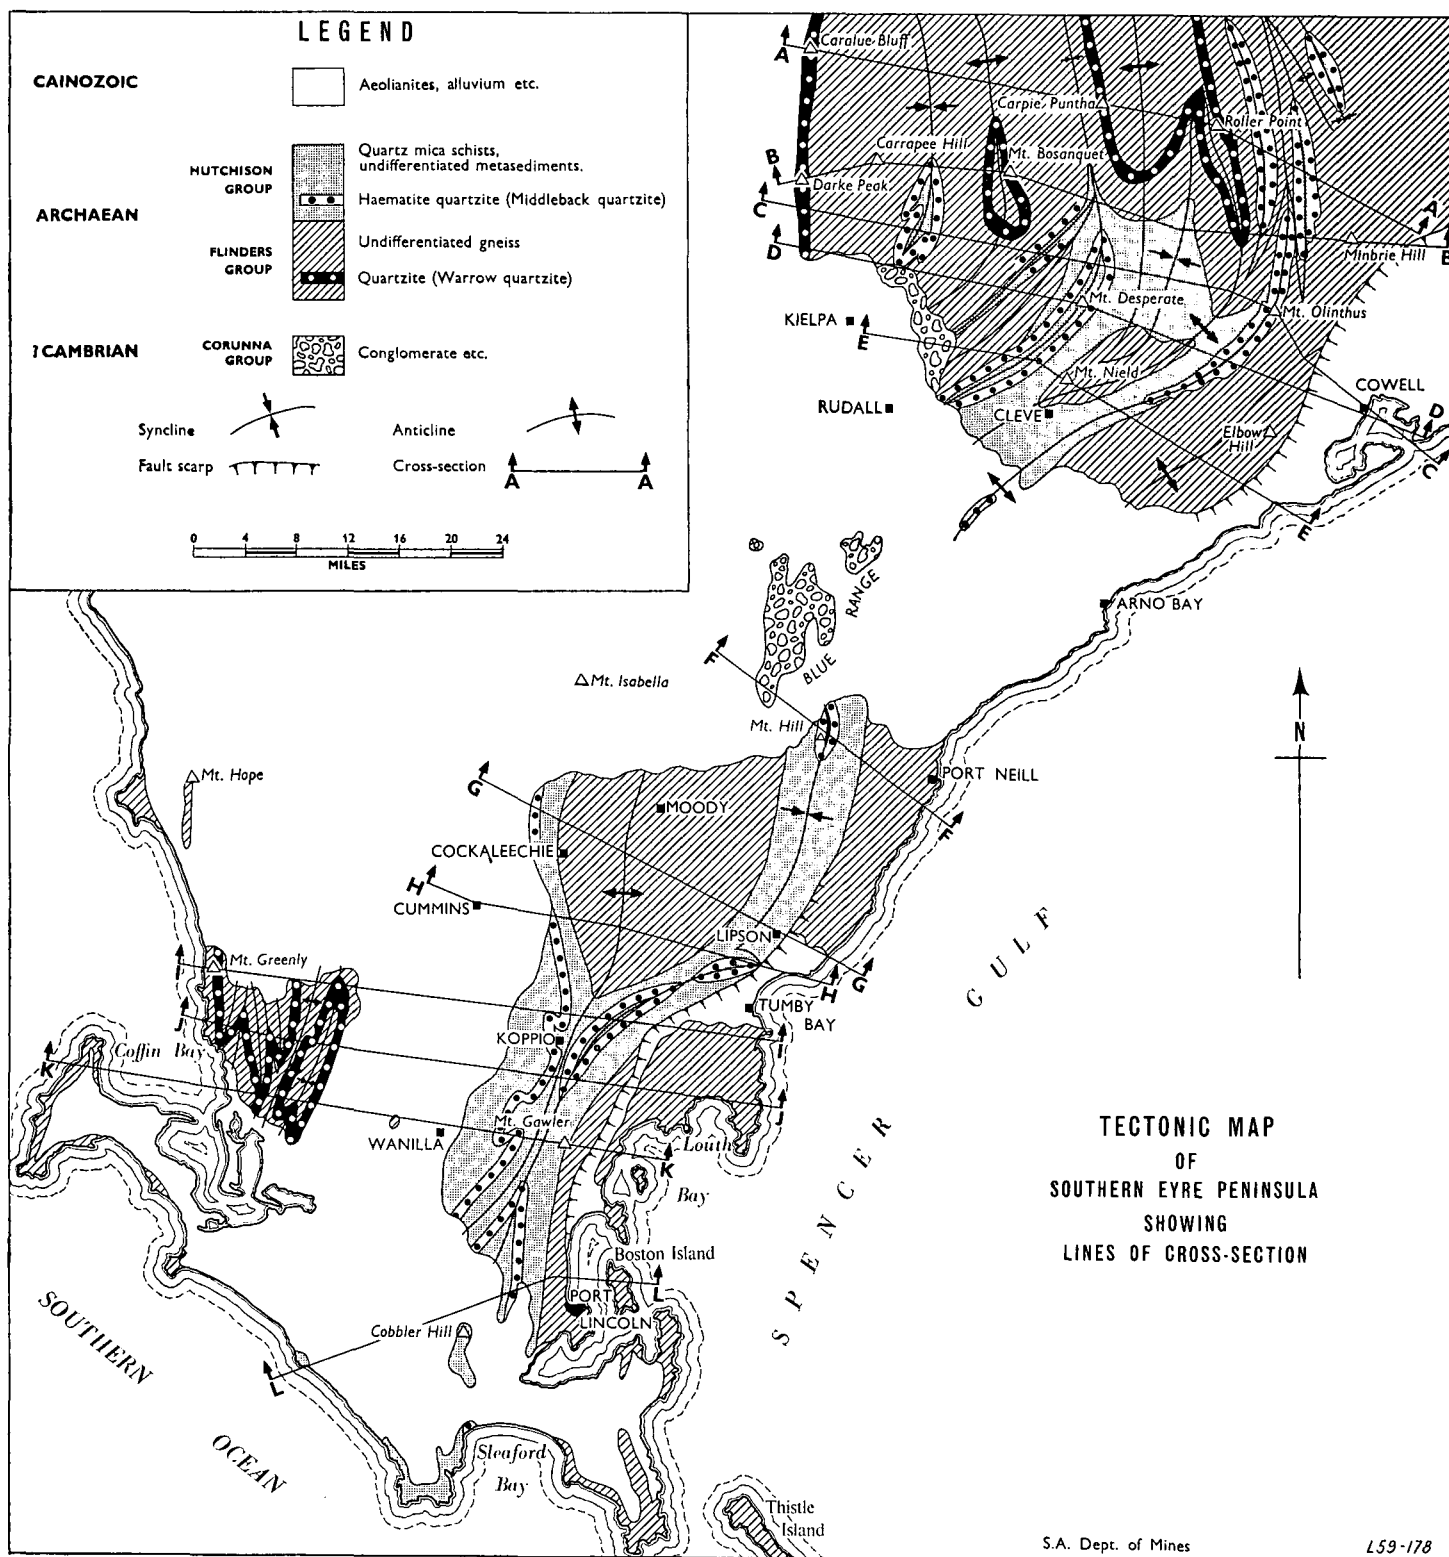 LEGEND
CAINOZOIC
Aeolianites, alluvium etc.
HUTCHISON
GROUP
Quartz mica schists,
undifferentiated metasediments.
Haematite quartzite (Middleback quartzite)
ARCHAEAN
FLINDERS
GROUP
Undifferentiated gneiss
Quartzite (Warrow quartzite)
? CAMBRIAN
CORUNNA
GROUP
Conglomerate etc.
Syncline
Anticline
Fault scarp
Cross-section
A A
0 4 8 12 16 20 24
MILES
A
Caralue Bluff
Carpie Puntha
Roller Point
Carrapee Hill
Mt. Bosanquet
B
Darke Peak
C
A
D
Minbrie Hill
B
Mt. Desperate
Mt. Olinthus
KIELPA
E
Mt. Nield
COWELL
RUDALL
CLEVE
D
Elbow
Hill
C
E
BLUE RANGE
ARNO BAY
F
Mt. Isabella
N
Mt. Hill
Mt. Hope
PORT NEILL
G
MOODY
F
COCKALEECHIE
H
CUMMINS
LIPSON
Mt. Greenly
I
H
G
TUMBY
BAY
J
KOPPIO
I
Coffin Bay
K
J
Mt. Gawler
WANILLA
K
Louth
Bay
SPENCER GULF
Boston Island
L
PORT
LINCOLN
Cobbler Hill
L
SOUTHERN
OCEAN
Sleaford
Bay
Thistle
Island
TECTONIC MAP
OF
SOUTHERN EYRE PENINSULA
SHOWING
LINES OF CROSS-SECTION
S.A. Dept. of Mines
L59-178